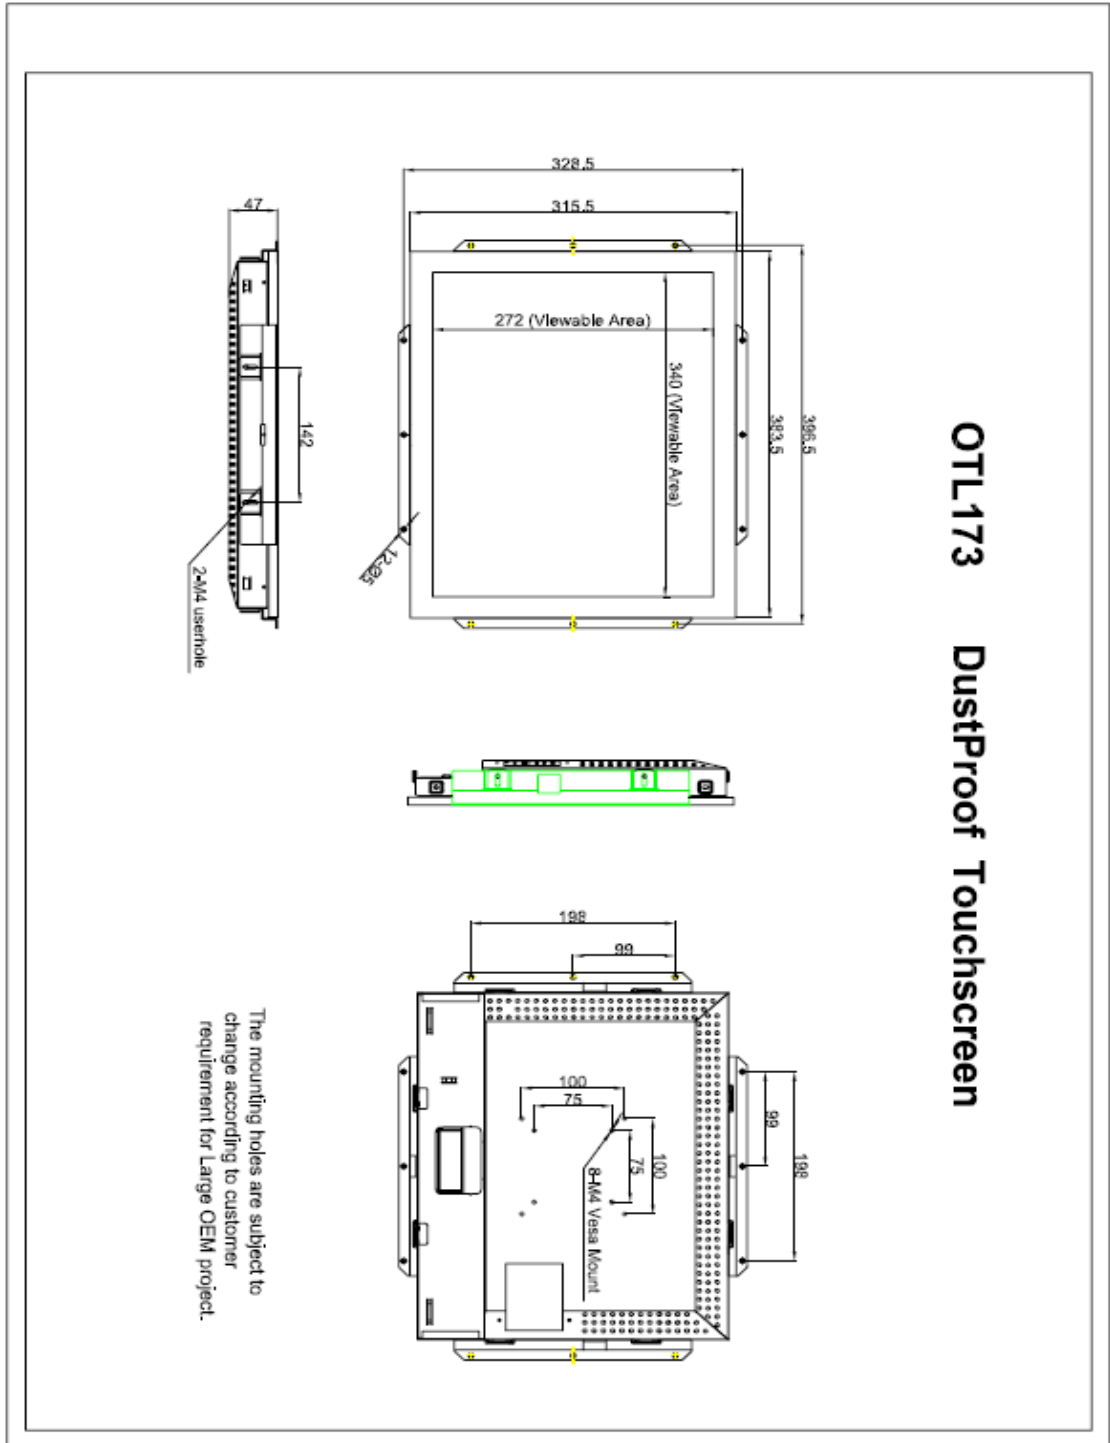 OTL173 DustProof Touchscreen
328.5
315.5
47
272 (Viewable Area)
340 (Viewable Area)
383.5
396.5
142
12-Ø5
2-M4 userhole
198
99
100
75
75
100
8-M4 Vesa Mount
99
198
The mounting holes are subject to
change according to customer
requirement for Large OEM project.